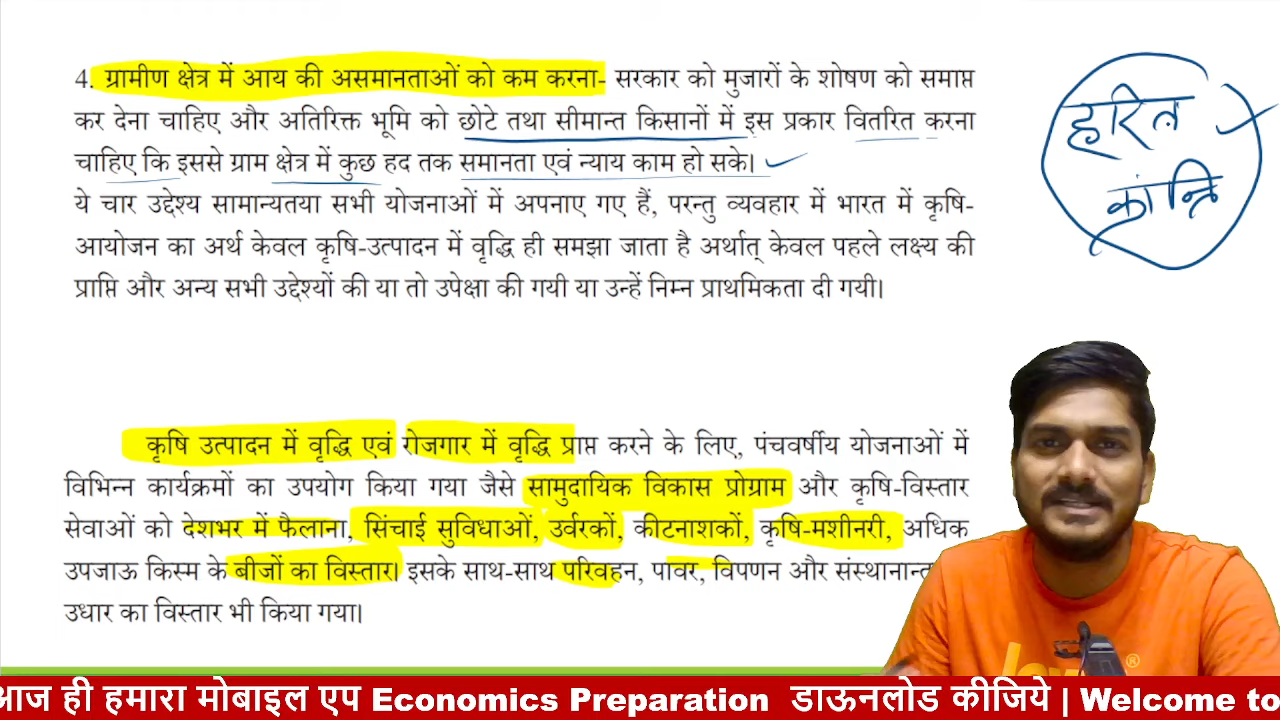 4. ग्रामीण क्षेत्र में आय की असमानताओं को कम करना- सरकार को मुजारों के शोषण को समाप्त
कर देना चाहिए और अतिरिक्त भूमि को छोटे तथा सीमान्त किसानों में इस प्रकार वितरित करना
चाहिए कि इससे ग्राम क्षेत्र में कुछ हद तक समानता एवं न्याय काम हो सके।
ये चार उद्देश्य सामान्यतया सभी योजनाओं में अपनाए गए हैं, परन्तु व्यवहार में भारत में कृषि-
आयोजन का अर्थ केवल कृषि-उत्पादन में वृद्धि ही समझा जाता है अर्थात् केवल पहले लक्ष्य की
प्राप्ति और अन्य सभी उद्देश्यों की या तो उपेक्षा की गयी या उन्हें निम्न प्राथमिकता दी गयी।
हरित
क्रान्ति
कृषि उत्पादन में वृद्धि एवं रोजगार में वृद्धि प्राप्त करने के लिए, पंचवर्षीय योजनाओं में
विभिन्न कार्यक्रमों का उपयोग किया गया जैसे सामुदायिक विकास प्रोग्राम और कृषि-विस्तार
सेवाओं को देशभर में फैलाना, सिंचाई सुविधाओं, उर्वरकों, कीटनाशकों, कृषि-मशीनरी, अधिक
उपजाऊ किस्म के बीजों का विस्तार। इसके साथ-साथ परिवहन, पावर, विपणन और
उधार का विस्तार भी किया गया।
आज ही हमारा मोबाइल एप Economics Preparation डाऊनलोड कीजिये | Welcome to